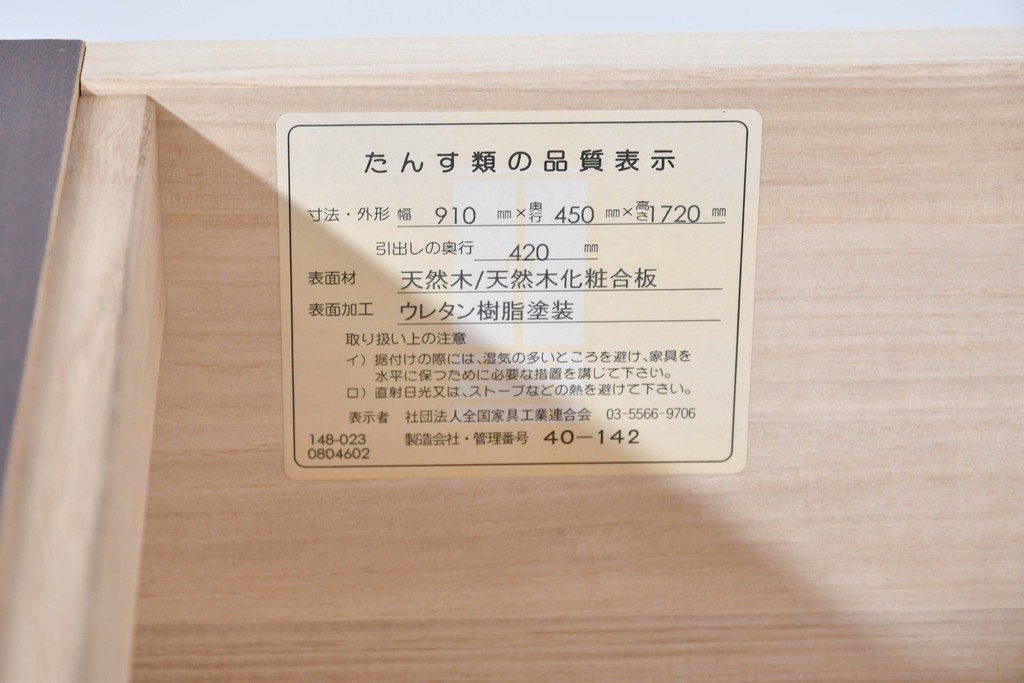 たんす類の品質表示
寸法・外形 幅 910 mm×奥行 450 mm×高さ1720 mm
引出しの奥行 420 mm
表面材 天然木/天然木化粧合板
表面加工 ウレタン樹脂塗装
取り扱い上の注意
イ）据付けの際には、湿気の多いところを避け、家具を
水平に保つために必要な措置を講じて下さい。
ロ）直射日光又は、ストーブなどの熱を避けて下さい。
表示者 社団法人全国家具工業連合会 03-5566-9706
148-023 製造会社・管理番号 40-142
0804602